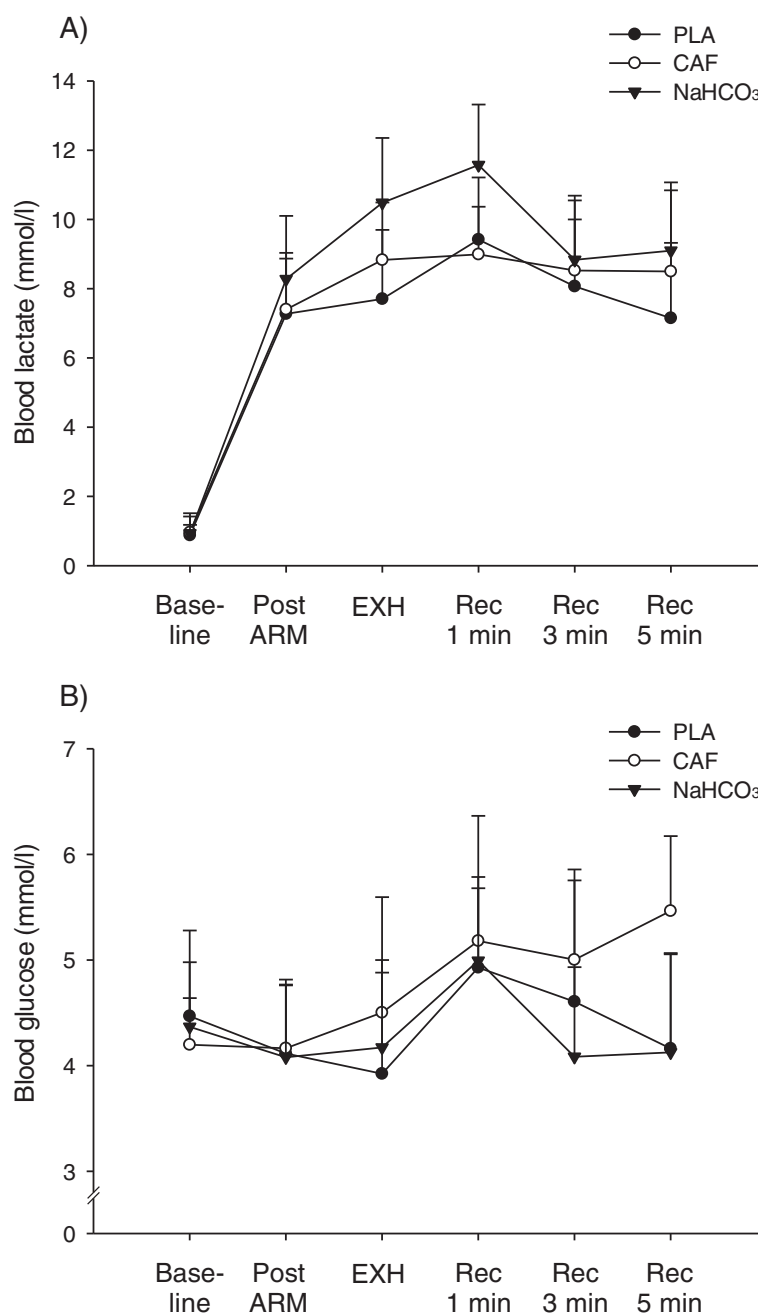 A)
PLA
CAF
NaHCO₃
14
12
10
8
6
4
2
0
Blood lactate (mmol/l)
Base-
line
Post
ARM
EXH
Rec
1 min
Rec
3 min
Rec
5 min
B)
PLA
CAF
NaHCO₃
7
6
5
4
3
0
Blood glucose (mmol/l)
Base-
line
Post
ARM
EXH
Rec
1 min
Rec
3 min
Rec
5 min